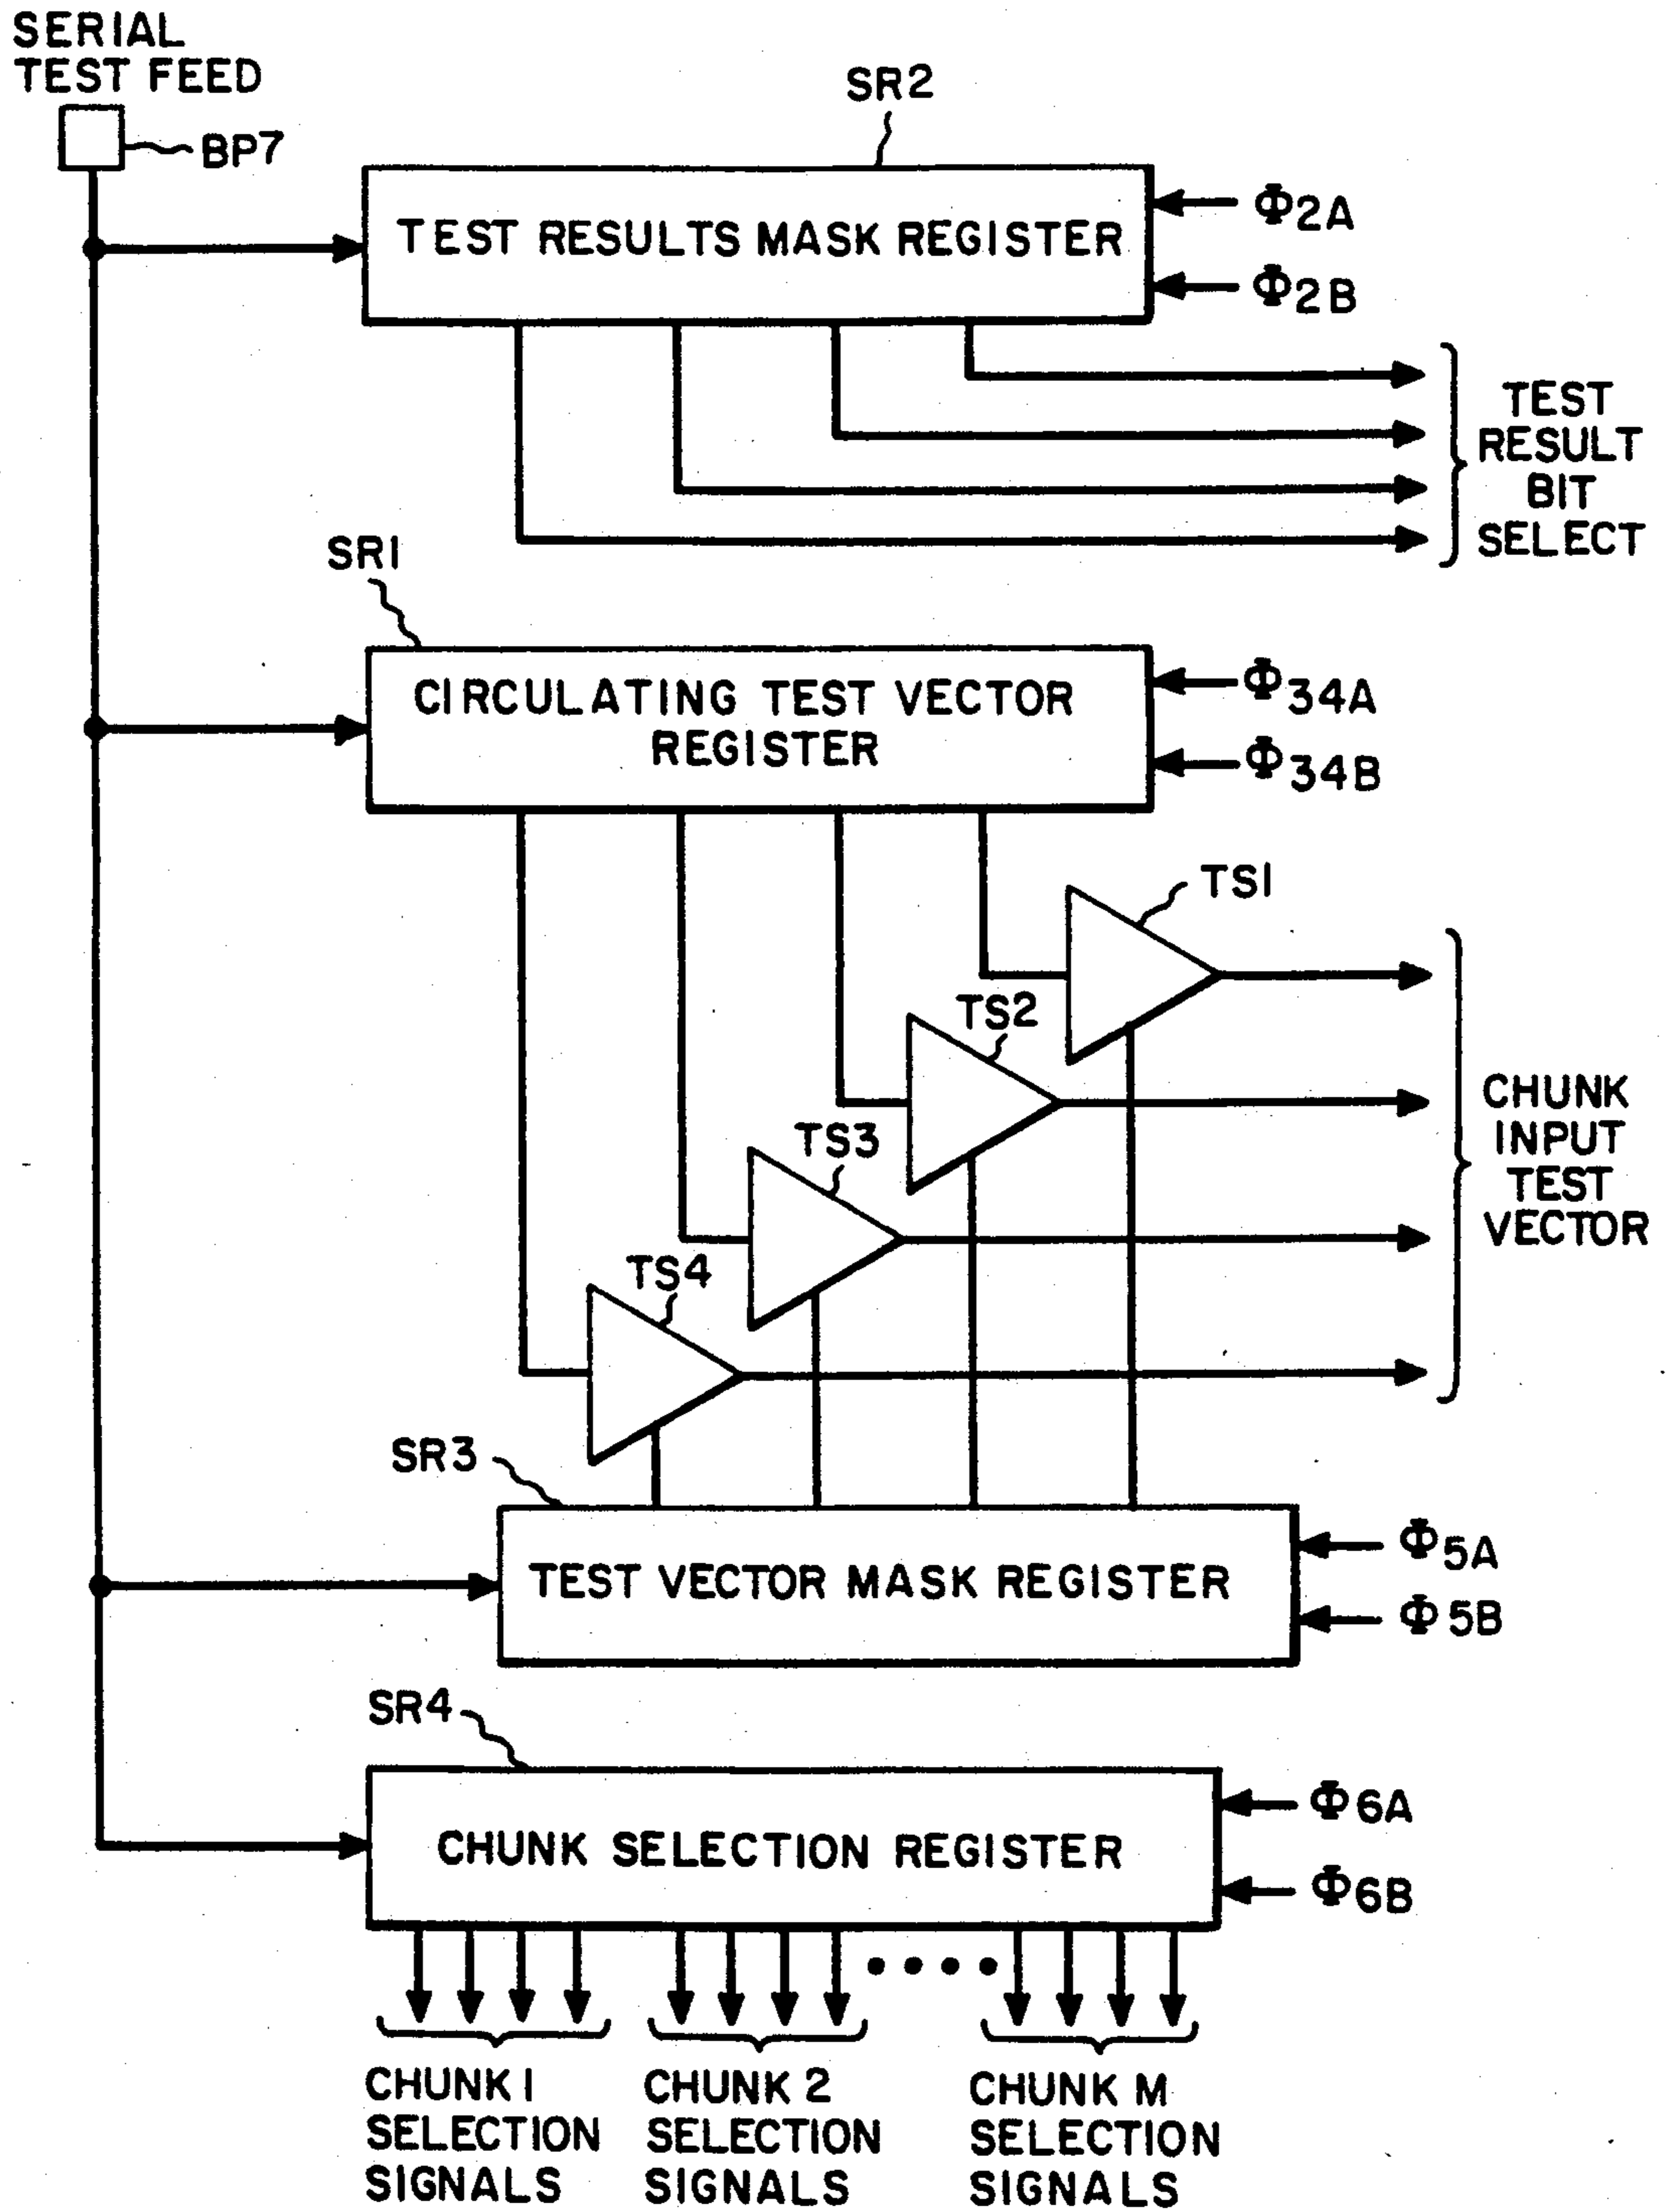 SERIAL
TEST FEED
BP7
SR2
TEST RESULTS MASK REGISTER
Φ2A
Φ2B
TEST
RESULT
BIT
SELECT
SR1
CIRCULATING TEST VECTOR
REGISTER
Φ34A
Φ34B
TS1
TS2
TS3
TS4
CHUNK
INPUT
TEST
VECTOR
SR3
TEST VECTOR MASK REGISTER
Φ5A
Φ5B
SR4
CHUNK SELECTION REGISTER
Φ6A
Φ6B
CHUNK 1
SELECTION
SIGNALS
CHUNK 2
SELECTION
SIGNALS
CHUNK M
SELECTION
SIGNALS